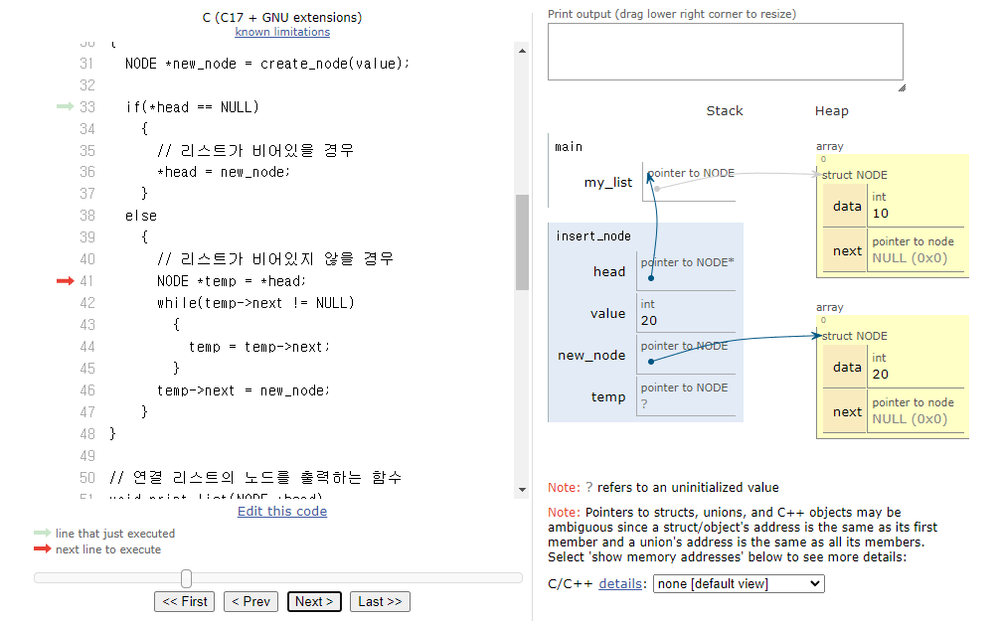 C (C17 + GNU extensions)
known limitations
30 {
31 NODE *new_node = create_node(value);
32
33 if(*head == NULL)
34 {
35 // 리스트가 비어있을 경우
36 *head = new_node;
37 }
38 else
39 {
40 // 리스트가 비어있지 않을 경우
41 NODE *temp = *head;
42 while(temp->next != NULL)
43 {
44 temp = temp->next;
45 }
46 temp->next = new_node;
47 }
48 }
49
50 // 연결 리스트의 노드를 출력하는 함수
51 void print_list(NODE *head)
Edit this code
line that just executed
next line to execute
<< First
< Prev
Next >
Last >>
Print output (drag lower right corner to resize)
Stack
Heap
main
my_list
pointer to NODE
insert_node
head
pointer to NODE*
value
int
20
new_node
pointer to NODE
temp
pointer to NODE
?
array
0
struct NODE
data
int
10
next
pointer to node
NULL (0x0)
array
0
struct NODE
data
int
20
next
pointer to node
NULL (0x0)
Note: ? refers to an uninitialized value
Note: Pointers to structs, unions, and C++ objects may be
ambiguous since a struct/object's address is the same as its first
member and a union's address is the same as all its members.
Select 'show memory addresses' below to see more details:
C/C++ details: none [default view]